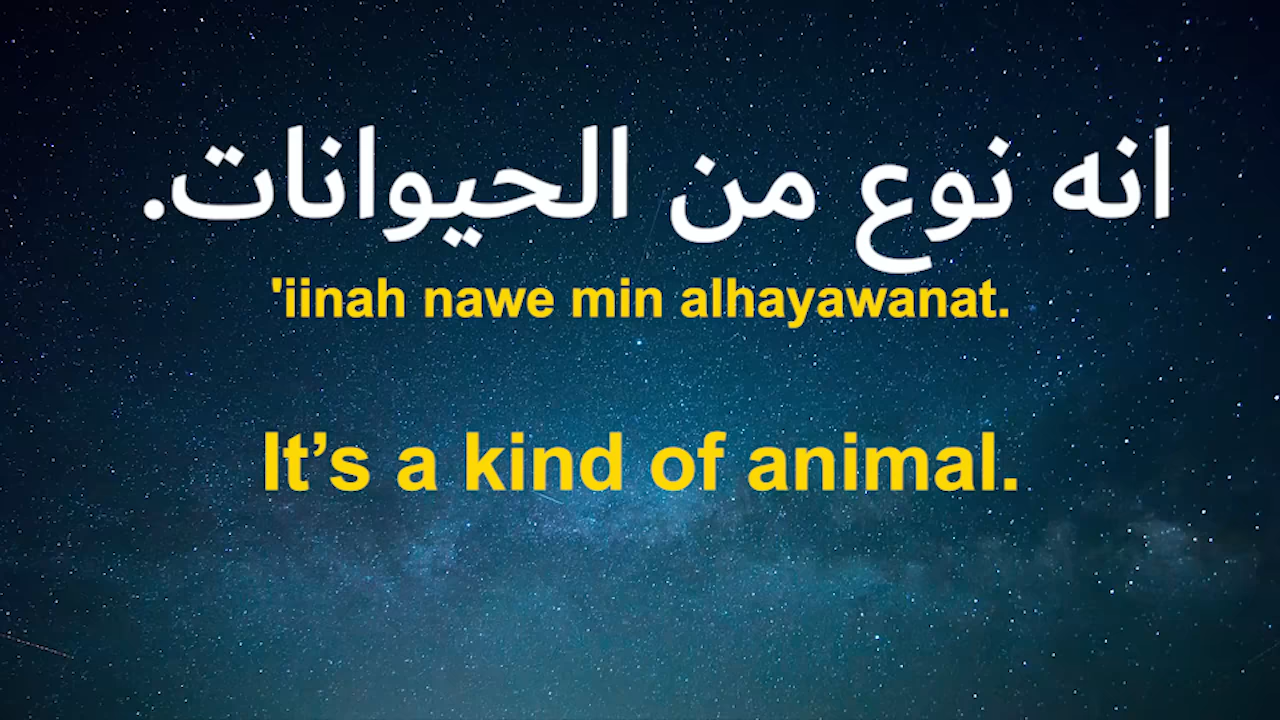 انه نوع من الحيوانات.
'iinah nawe min alhayawanat.
It’s a kind of animal.